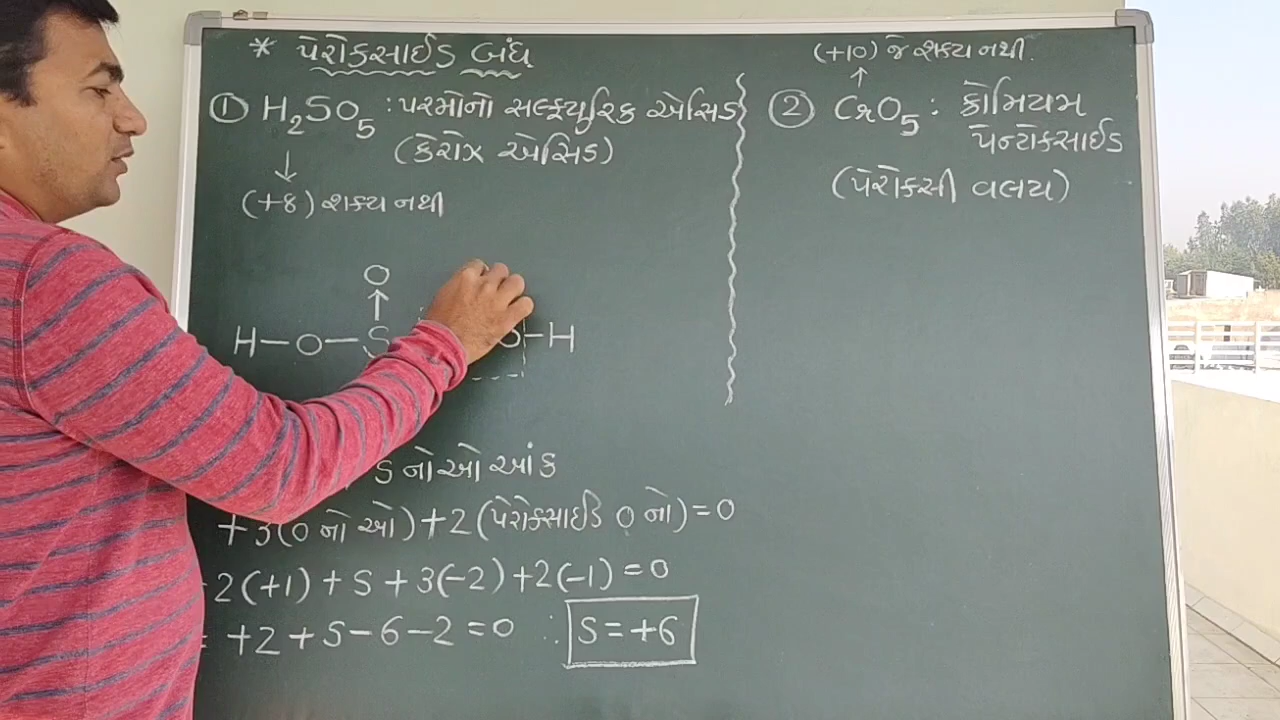 * પેરોક્સાઈડ બંધ
① H₂SO₅ : પરમોનો સલ્ફ્યુરિક એસિડ
(કેરોઝ એસિડ)
↓
(+8) શક્ય નથી
O
↑
H—O—S O—H
S નો ઓ આંક
+3(O નો ઓ)+2(પેરોક્સાઈડ O નો)=0
2(+1)+S+3(-2)+2(-1)=0
= +2+S-6-2=0 ∴ S=+6
(+10) જે શક્ય નથી.
↑
② CrO₅ : ક્રોમિયમ
પેન્ટોક્સાઈડ
(પેરોક્સી વલય)